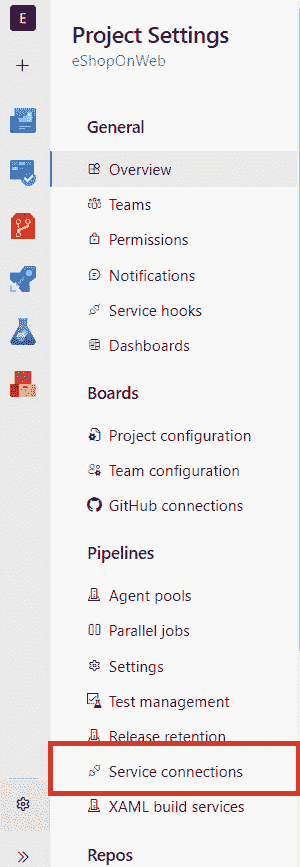 E
Project Settings
eShopOnWeb
General
Overview
Teams
Permissions
Notifications
Service hooks
Dashboards
Boards
Project configuration
Team configuration
GitHub connections
Pipelines
Agent pools
Parallel jobs
Settings
Test management
Release retention
Service connections
XAML build services
Repos